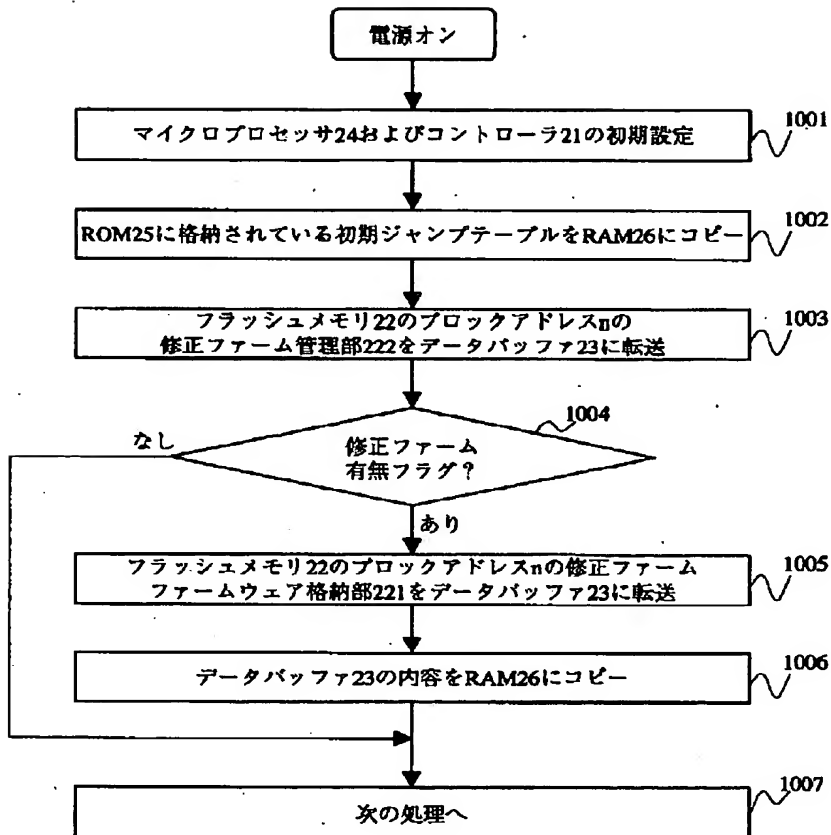 電源オン
マイクロプロセッサ24およびコントローラ21の初期設定
1001
ROM25に格納されている初期ジャンプテーブルをRAM26にコピー
1002
フラッシュメモリ22のブロックアドレスnの
修正ファーム管理部222をデータバッファ23に転送
1003
1004
なし
修正ファーム
有無フラグ?
あり
フラッシュメモリ22のブロックアドレスnの修正ファーム
ファームウェア格納部221をデータバッファ23に転送
1005
データバッファ23の内容をRAM26にコピー
1006
次の処理へ
1007